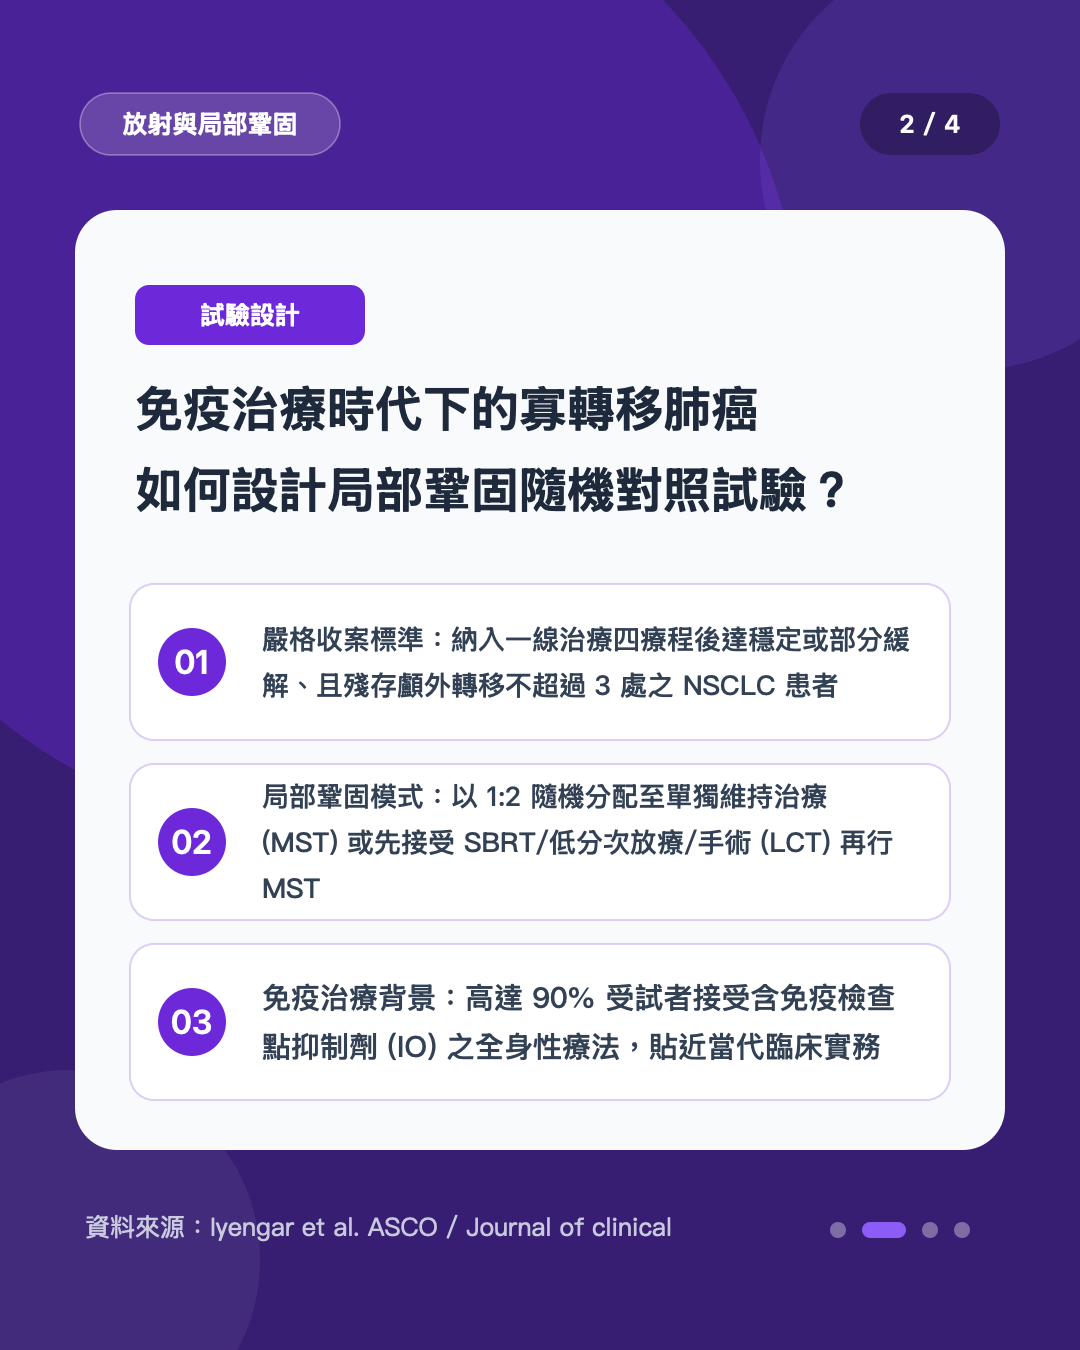 放射與局部鞏固
2 / 4
試驗設計
免疫治療時代下的寡轉移肺癌
如何設計局部鞏固隨機對照試驗？
01
嚴格收案標準：納入一線治療四療程後達穩定或部分緩
解、且殘存顱外轉移不超過 3 處之 NSCLC 患者
02
局部鞏固模式：以 1:2 隨機分配至單獨維持治療
(MST) 或先接受 SBRT/低分次放療/手術 (LCT) 再行
MST
03
免疫治療背景：高達 90% 受試者接受含免疫檢查
點抑制劑 (IO) 之全身性療法，貼近當代臨床實務
資料來源：Iyengar et al. ASCO / Journal of clinical